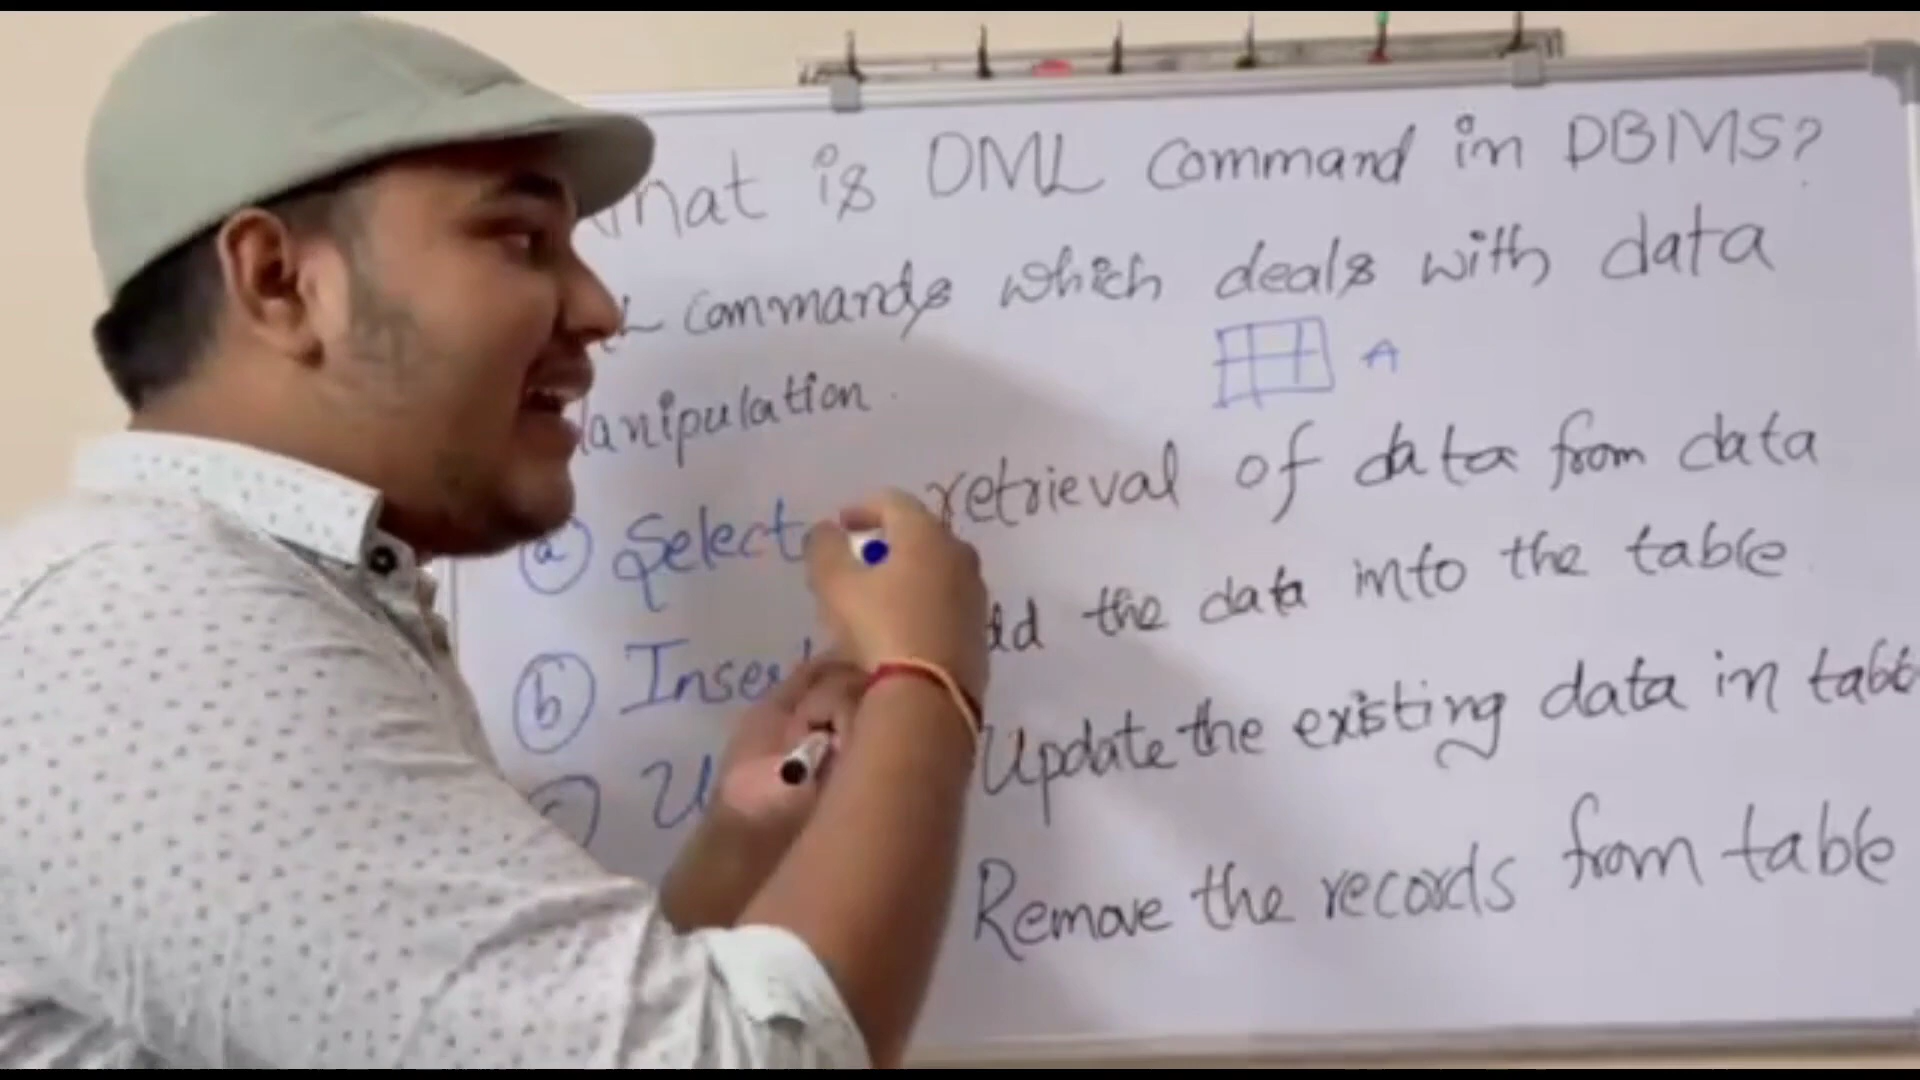 What is DML Command in DBMS?
commands which deals with data
Manipulation.
A
(a) Select retrieval of data from data
(b) Insert add the data into the table
Update the existing data in table
Remove the records from table